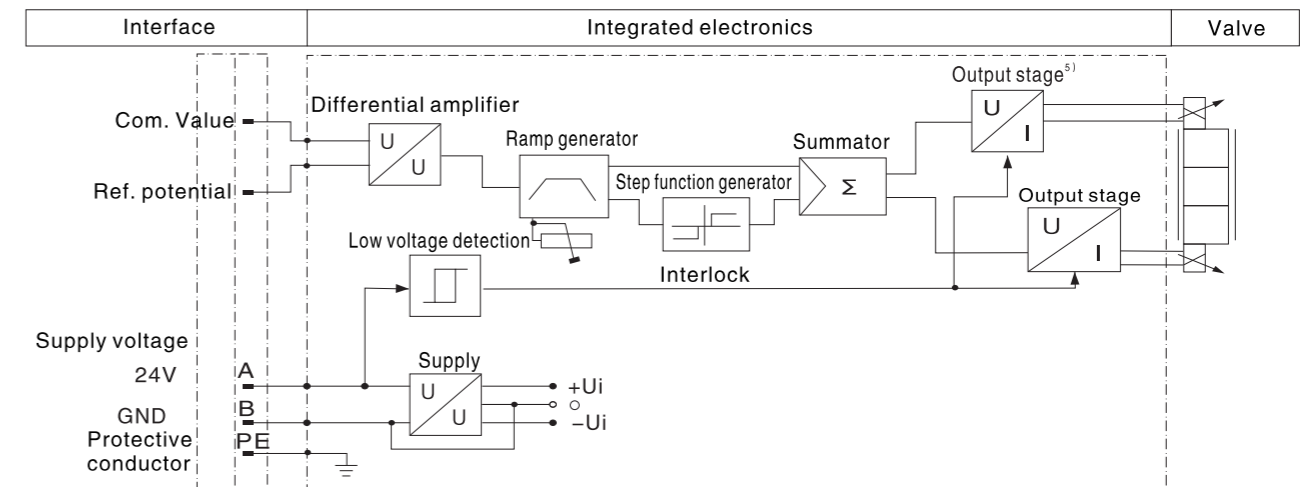 Interface
Integrated electronics
Valve
Output stage5)
Differential amplifier
Com. Value
U
U
U
I
Ramp generator
Summator
Step function generator
Σ
Ref. potential
Output stage
U
I
Low voltage detection
Interlock
Supply voltage
24V
A
Supply
U
U
+Ui
○
GND
B
−Ui
Protective
conductor
PE